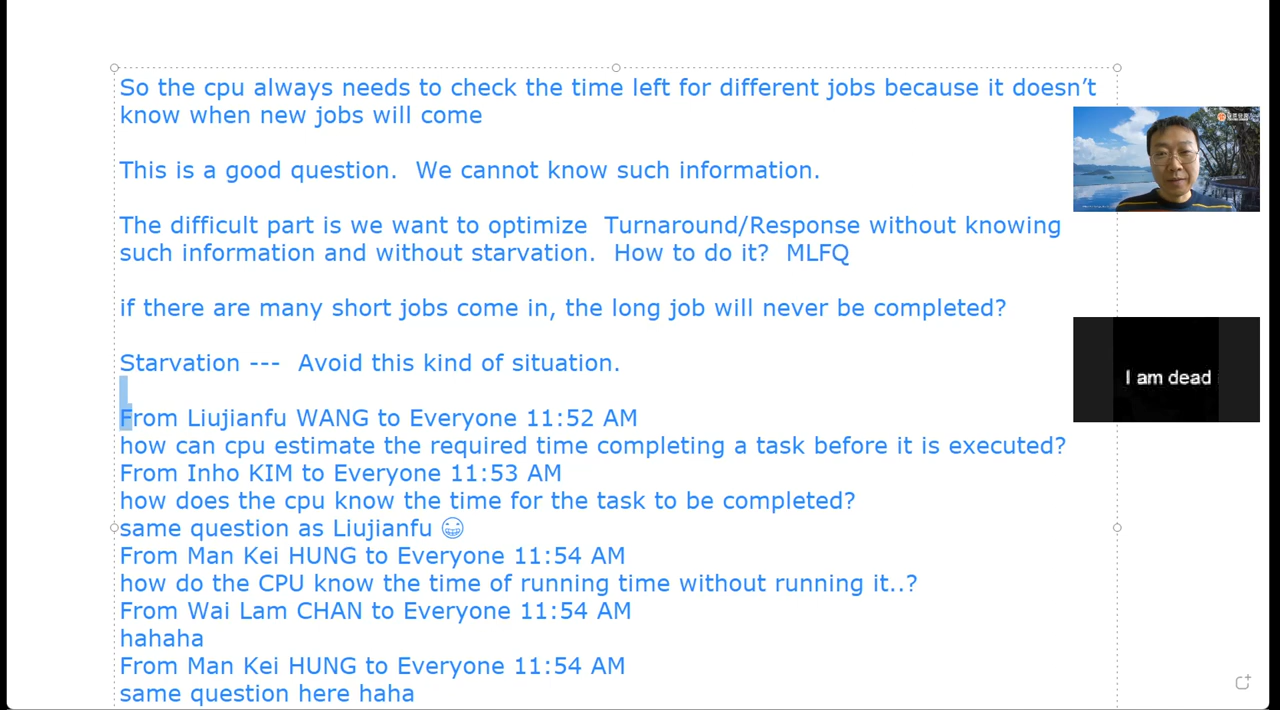 So the cpu always needs to check the time left for different jobs because it doesn’t
know when new jobs will come
This is a good question.  We cannot know such information.
The difficult part is we want to optimize  Turnaround/Response without knowing
such information and without starvation.  How to do it?  MLFQ
if there are many short jobs come in, the long job will never be completed?
Starvation ---  Avoid this kind of situation.
From Liujianfu WANG to Everyone 11:52 AM
how can cpu estimate the required time completing a task before it is executed?
From Inho KIM to Everyone 11:53 AM
how does the cpu know the time for the task to be completed?
same question as Liujianfu 😀
From Man Kei HUNG to Everyone 11:54 AM
how do the CPU know the time of running time without running it..?
From Wai Lam CHAN to Everyone 11:54 AM
hahaha
From Man Kei HUNG to Everyone 11:54 AM
same question here haha
I am dead